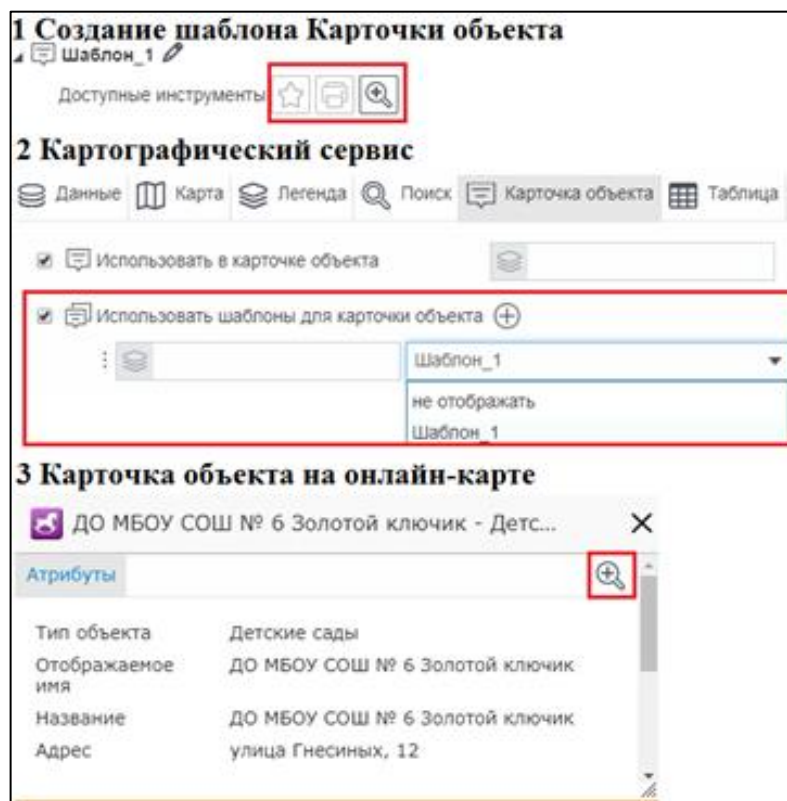 1 Создание шаблона Карточки объекта
Шаблон_1
Доступные инструменты
2 Картографический сервис
Данные Карта Легенда Поиск Карточка объекта Таблица
Использовать в карточке объекта
Использовать шаблоны для карточки объекта
Шаблон_1
не отображать
Шаблон_1
3 Карточка объекта на онлайн-карте
ДО МБОУ СОШ № 6 Золотой ключик - Детс...
Атрибуты
Тип объекта Детские сады
Отображаемое ДО МБОУ СОШ № 6 Золотой ключик
имя
Название ДО МБОУ СОШ № 6 Золотой ключик
Адрес улица Гнесиных, 12